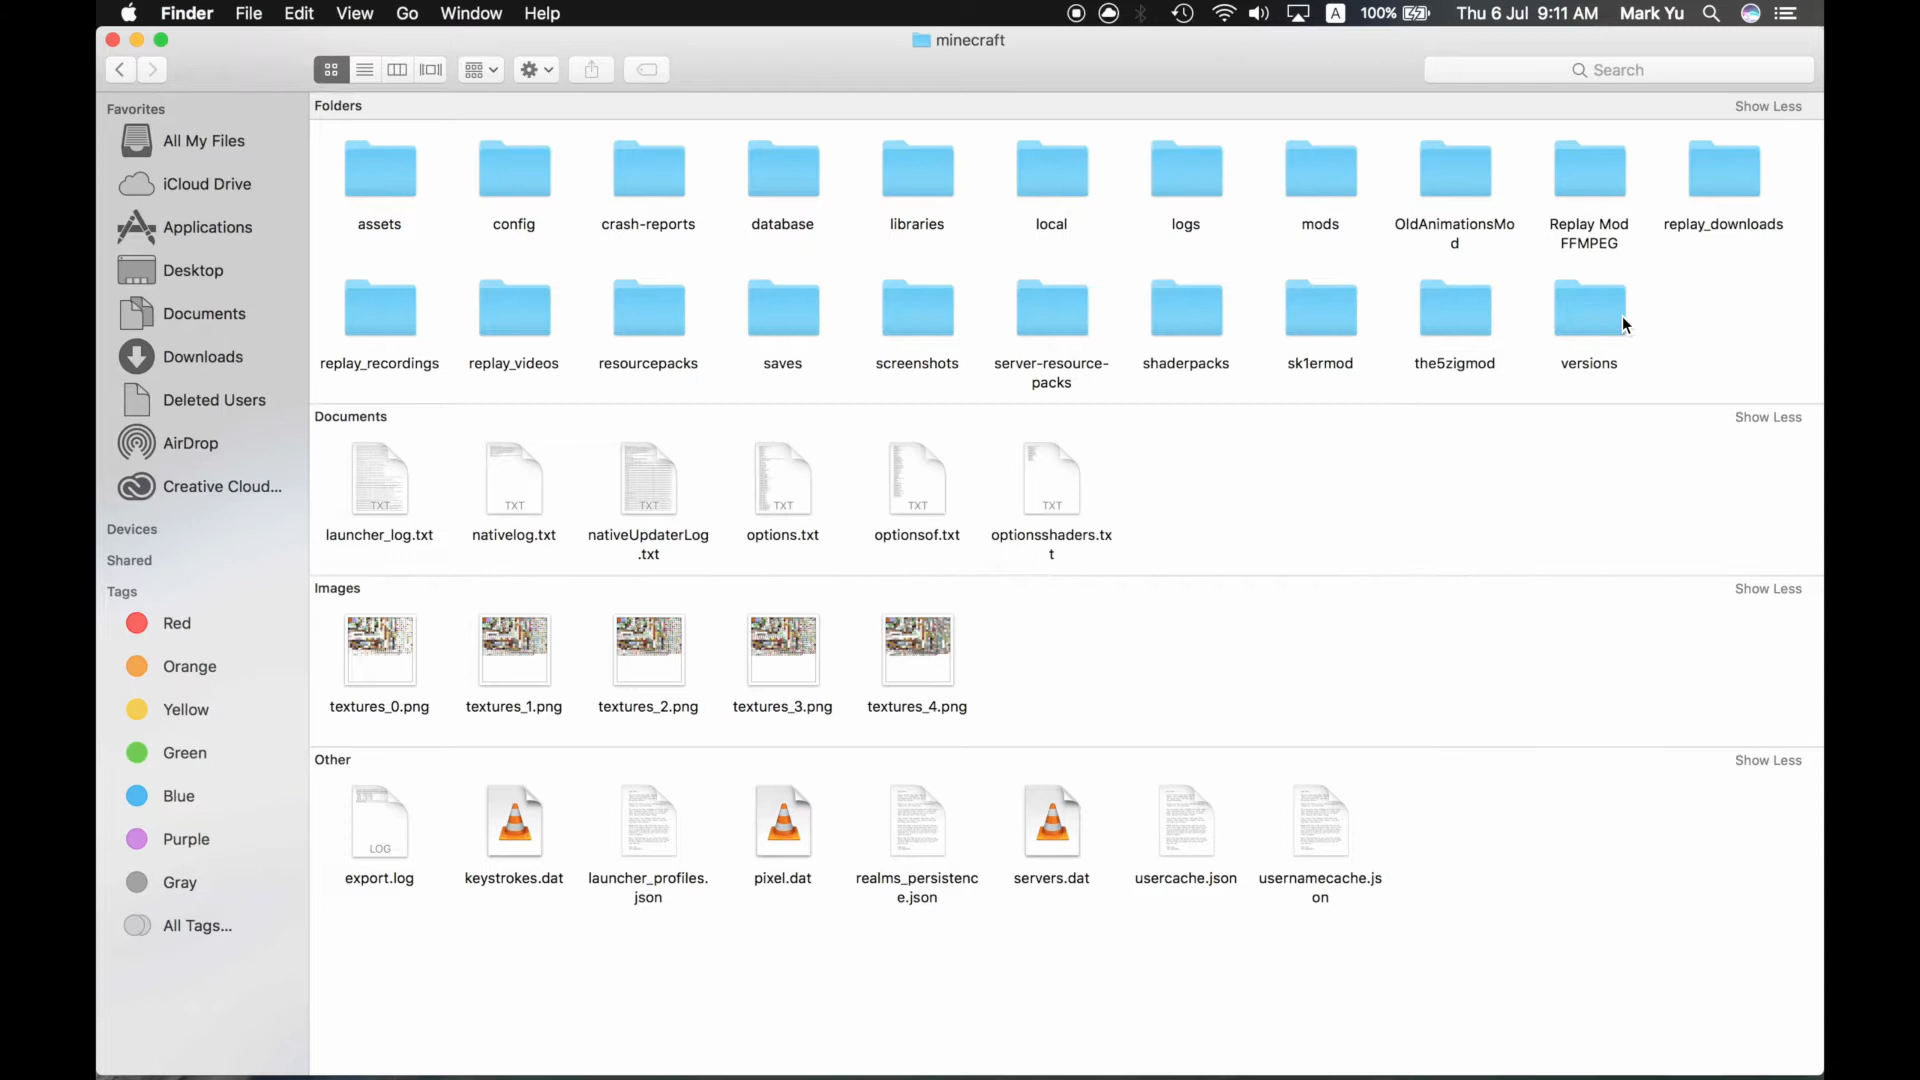 Finder File Edit View Go Window Help A 100% Thu 6 Jul 9:11 AM Mark Yu
minecraft
Search
Favorites
All My Files
iCloud Drive
Applications
Desktop
Documents
Downloads
Deleted Users
AirDrop
Creative Cloud...
Devices
Shared
Tags
Red
Orange
Yellow
Green
Blue
Purple
Gray
All Tags...
Folders Show Less
assets config crash-reports database libraries local logs mods OldAnimationsMo Replay Mod replay_downloads
d FFMPEG
replay_recordings replay_videos resourcepacks saves screenshots server-resource- shaderpacks sk1ermod the5zigmod versions
packs
Documents Show Less
TXT TXT TXT TXT TXT TXT
launcher_log.txt nativelog.txt nativeUpdaterLog options.txt optionsof.txt optionsshaders.tx
.txt t
Images Show Less
textures_0.png textures_1.png textures_2.png textures_3.png textures_4.png
Other Show Less
LOG
export.log keystrokes.dat launcher_profiles. pixel.dat realms_persistenc servers.dat usercache.json usernamecache.js
json e.json on